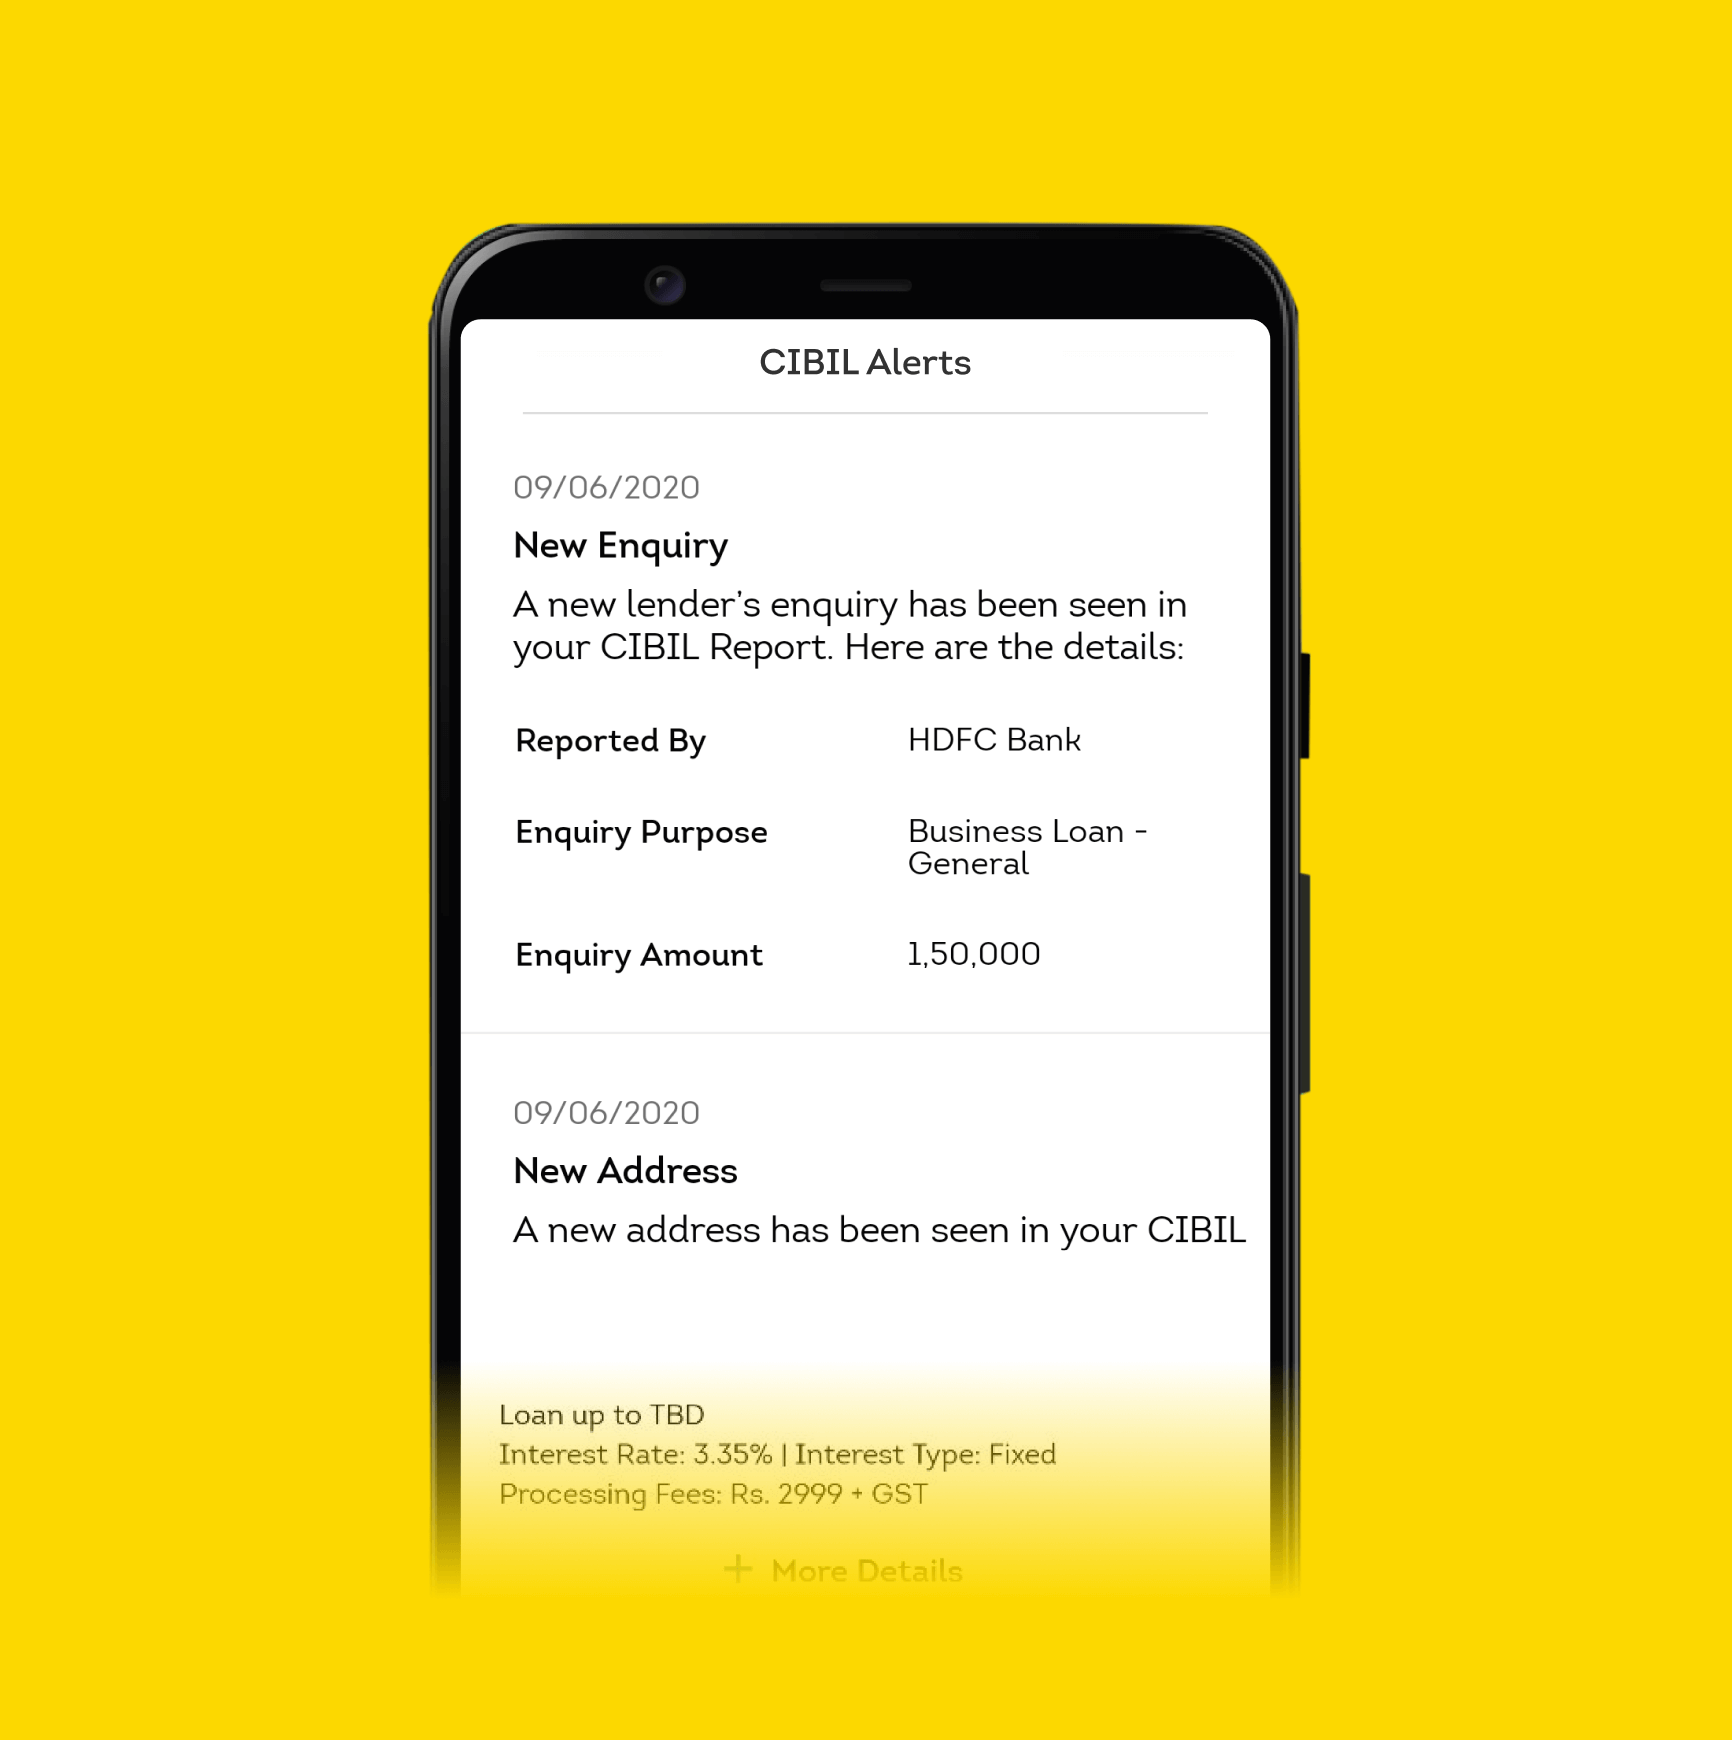 CIBIL Alerts
09/06/2020
New Enquiry
A new lender's enquiry has been seen in
your CIBIL Report. Here are the details:
Reported By HDFC Bank
Enquiry Purpose Business Loan -
General
Enquiry Amount 1,50,000
09/06/2020
New Address
A new address has been seen in your CIBIL
Loan up to TBD
Interest Rate: 3.35% | Interest Type: Fixed
Processing Fees: Rs. 2999 + GST
+ More Details